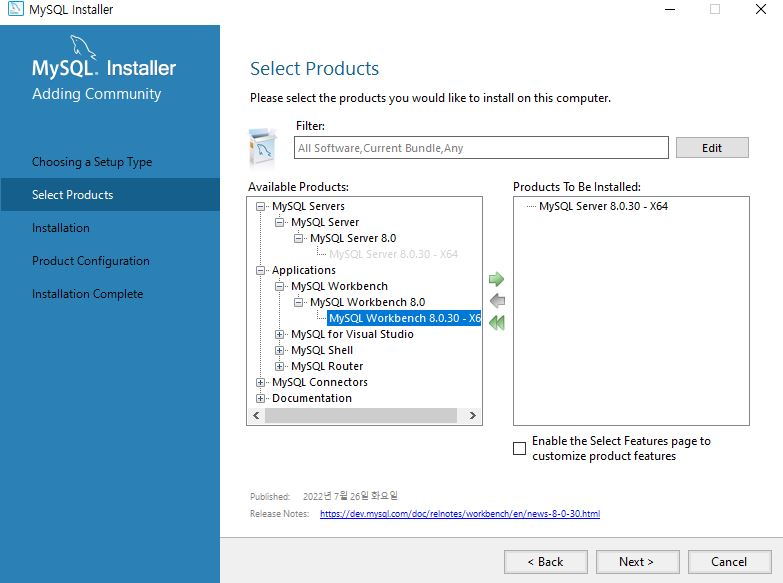 MySQL Installer
MySQL. Installer
Adding Community
Choosing a Setup Type
Select Products
Installation
Product Configuration
Installation Complete
Select Products
Please select the products you would like to install on this computer.
Filter:
All Software,Current Bundle,Any
Edit
Available Products:
MySQL Servers
MySQL Server
MySQL Server 8.0
MySQL Server 8.0.30 - X64
Applications
MySQL Workbench
MySQL Workbench 8.0
MySQL Workbench 8.0.30 - X6
MySQL for Visual Studio
MySQL Shell
MySQL Router
MySQL Connectors
Documentation
Products To Be Installed:
MySQL Server 8.0.30 - X64
Enable the Select Features page to
customize product features
Published: 2022년 7월 26일 화요일
Release Notes: https://dev.mysql.com/doc/relnotes/workbench/en/news-8-0-30.html
< Back
Next >
Cancel